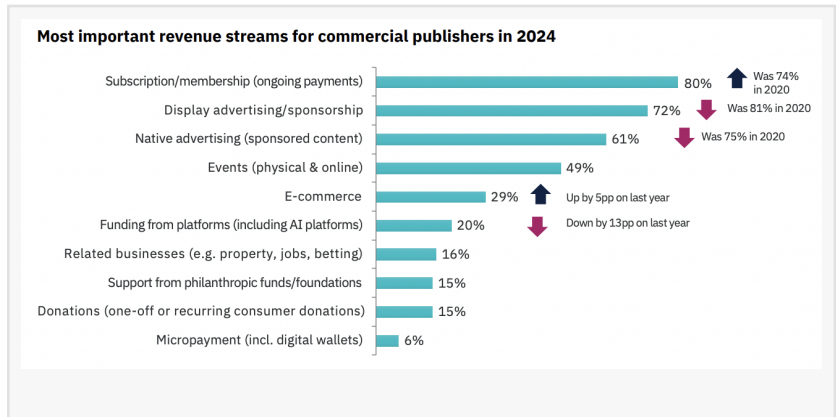 Most important revenue streams for commercial publishers in 2024
Subscription/membership (ongoing payments) 80% Was 74%
in 2020
Display advertising/sponsorship 72% Was 81% in 2020
Native advertising (sponsored content) 61% Was 75% in 2020
Events (physical & online) 49%
E-commerce 29% Up by 5pp on last year
Funding from platforms (including AI platforms) 20% Down by 13pp on last year
Related businesses (e.g. property, jobs, betting) 16%
Support from philanthropic funds/foundations 15%
Donations (one-off or recurring consumer donations) 15%
Micropayment (incl. digital wallets) 6%